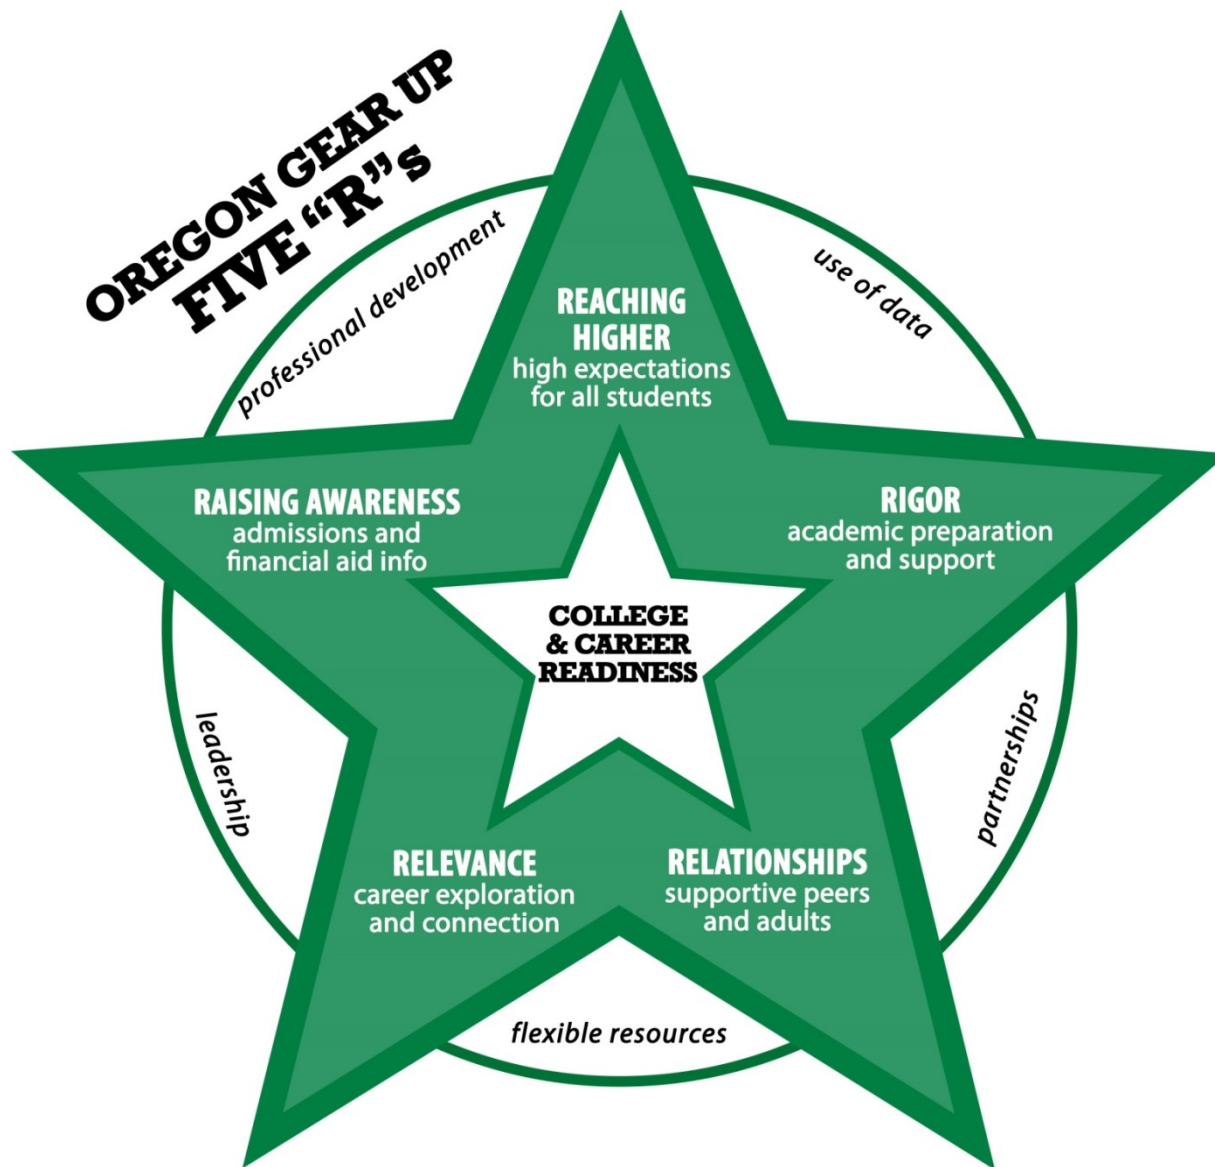 OREGON GEAR UP
FIVE “R”s
professional development
use of data
REACHING
HIGHER
high expectations
for all students
RAISING AWARENESS
admissions and
financial aid info
RIGOR
academic preparation
and support
COLLEGE
& CAREER
READINESS
leadership
partnerships
RELEVANCE
career exploration
and connection
RELATIONSHIPS
supportive peers
and adults
flexible resources